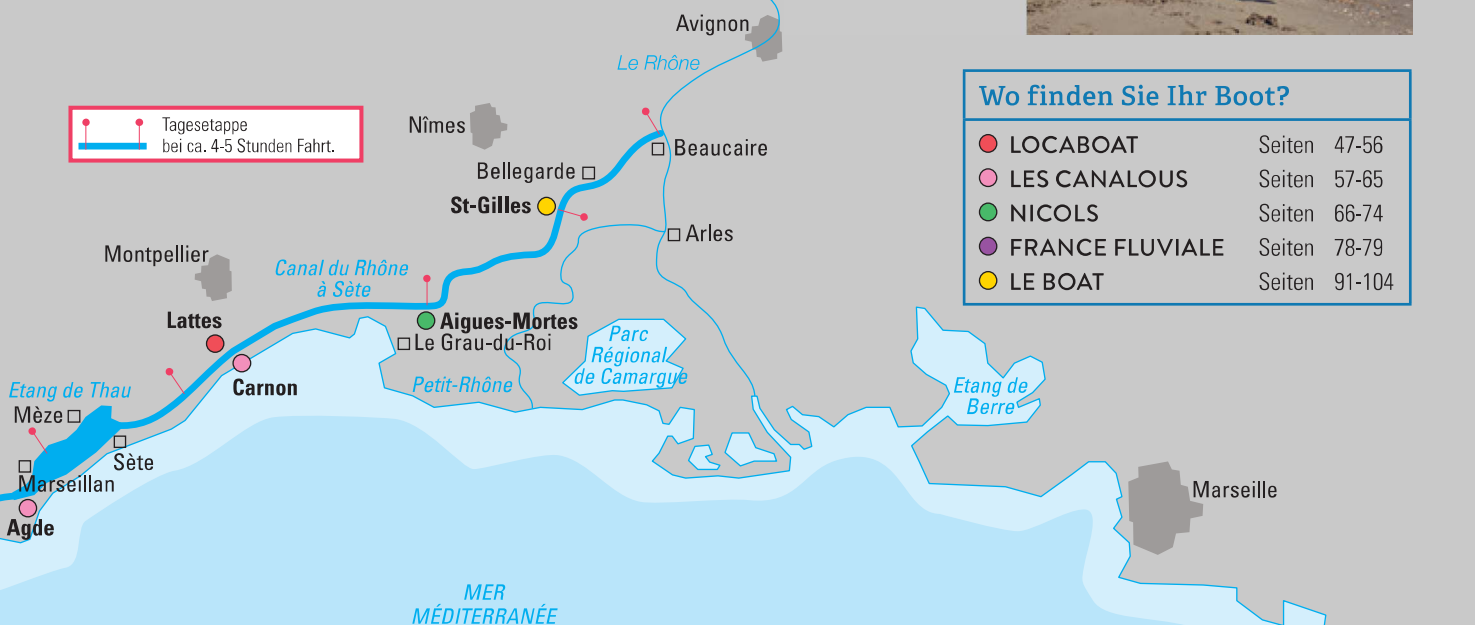 Avignon
Le Rhône
Wo finden Sie Ihr Boot?
LOCABOAT Seiten 47-56
LES CANALOUS Seiten 57-65
NICOLS Seiten 66-74
FRANCE FLUVIALE Seiten 78-79
LE BOAT Seiten 91-104
Tagesetappe
bei ca. 4-5 Stunden Fahrt.
Nîmes
Beaucaire
Bellegarde
St-Gilles
Arles
Montpellier
Canal du Rhône
à Sète
Lattes
Aigues-Mortes
Le Grau-du-Roi
Parc
Régional
de Camargue
Carnon
Petit-Rhône
Etang de
Berre
Etang de Thau
Mèze
Sète
Marseillan
Marseille
Agde
MER
MÉDITERRANÉE